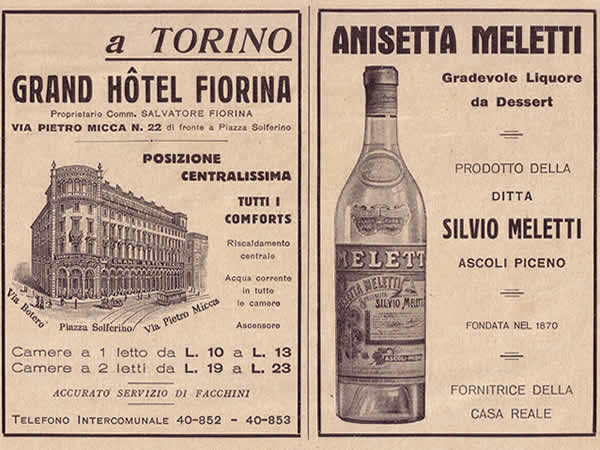 a TORINO
GRAND HÔTEL FIORINA
Proprietario Comm. SALVATORE FIORINA
VIA PIETRO MICCA N. 22 di fronte a Piazza Solferino
POSIZIONE
CENTRALISSIMA
TUTTI I
COMFORTS
Riscaldamento
centrale
Acqua corrente
in tutte
le camere
Ascensore
Via Botero Piazza Solferino Via Pietro Micca
Camere a 1 letto da L. 10 a L. 13
Camere a 2 letti da L. 19 a L. 23
ACCURATO SERVIZIO DI FACCHINI
TELEFONO INTERCOMUNALE 40-852 - 40-853
ANISETTA MELETTI
Gradevole Liquore
da Dessert
PRODOTTO DELLA
DITTA
SILVIO MELETTI
ASCOLI PICENO
FONDATA NEL 1870
FORNITRICE DELLA
CASA REALE
MELETTI
ANISETTA MELETTI
SILVIO MELETTI
ASCOLI-PICENO